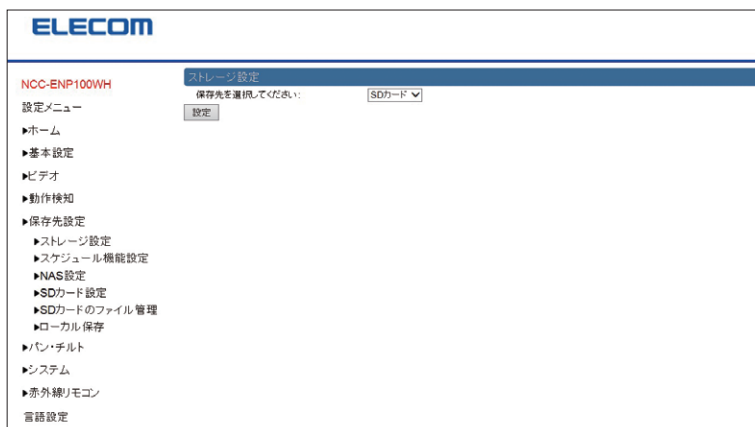 ELECOM
NCC-ENP100WH
設定メニュー
▶ホーム
▶基本設定
▶ビデオ
▶動作検知
▶保存先設定
▶ストレージ設定
▶スケジュール機能設定
▶NAS設定
▶SDカード設定
▶SDカードのファイル管理
▶ローカル保存
▶パン・チルト
▶システム
▶赤外線リモコン
言語設定
ストレージ設定
保存先を選択してください: SDカード
設定